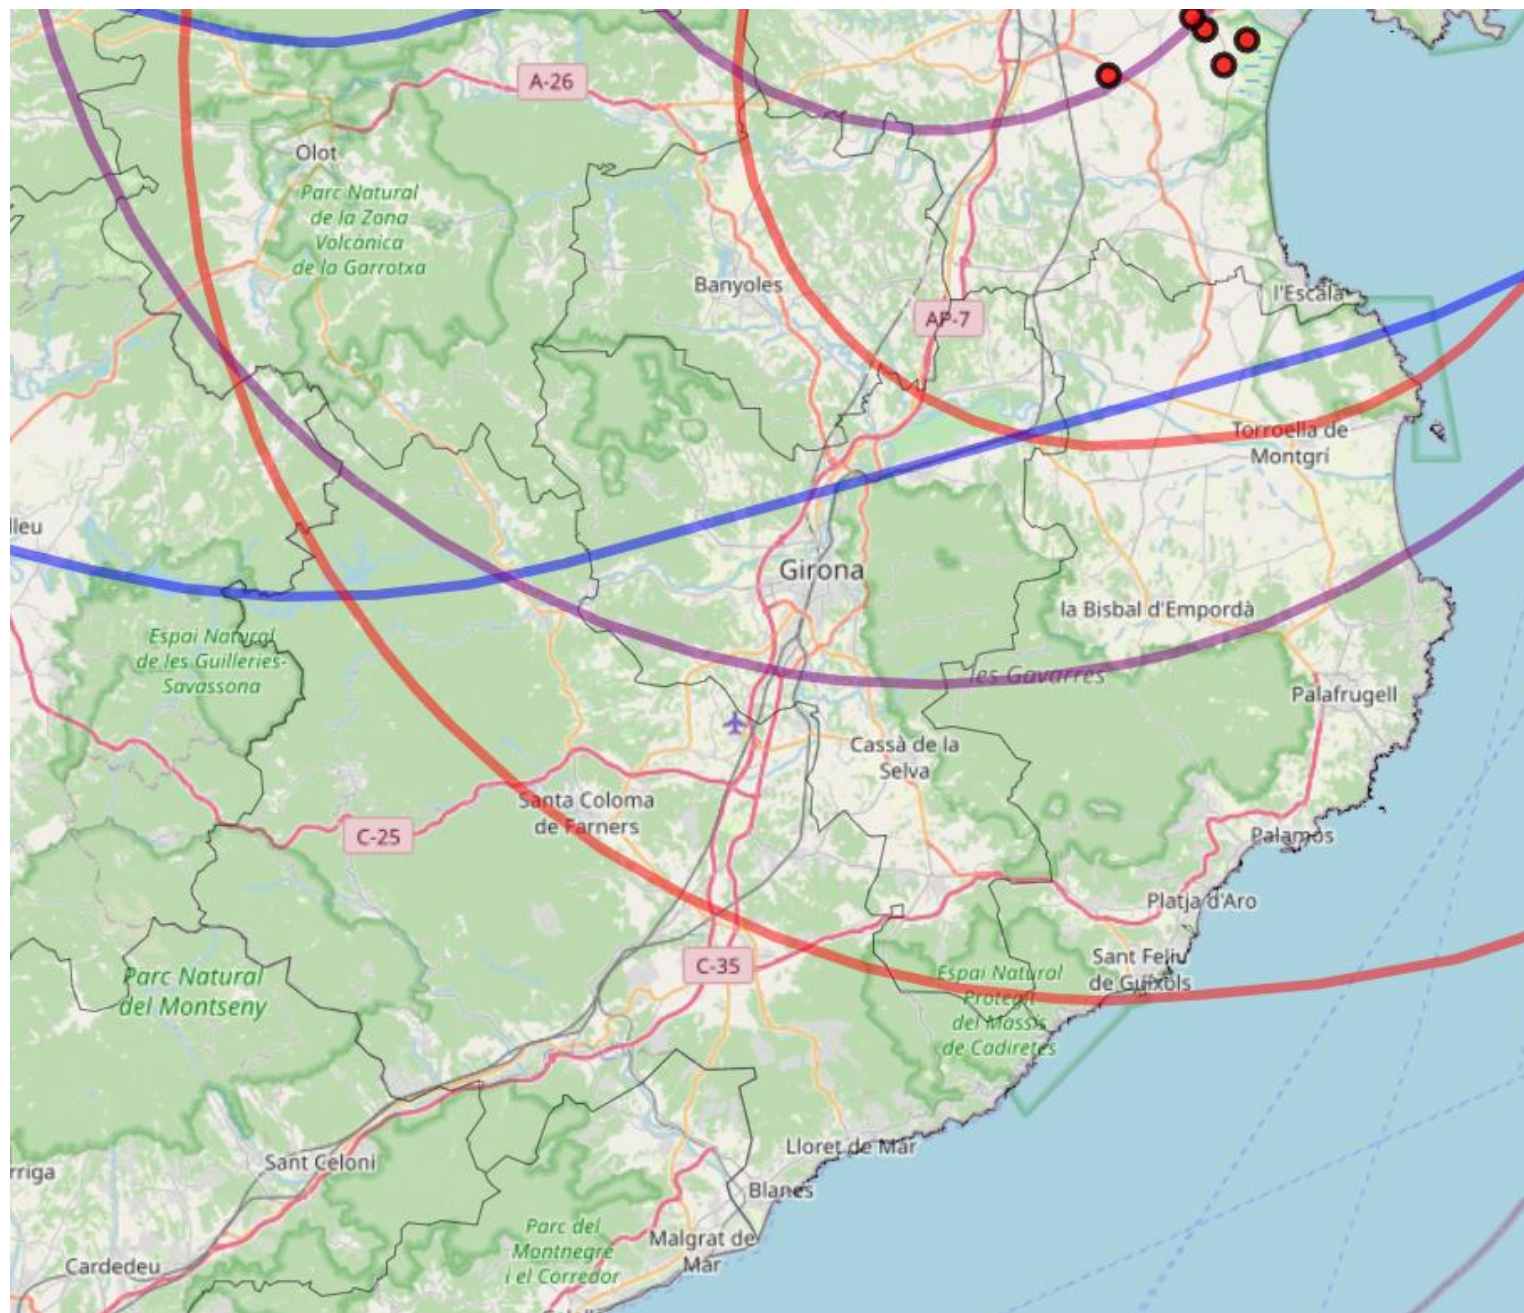 A-26
Olot
Parc Natural
de la Zona
Volcànica
de la Garrotxa
Banyoles
l'Escala
AP-7
Torroella de
Montgrí
lleu
Girona
la Bisbal d'Empordà
Espai Natural
de les Guilleries-
Savassona
les Gavarres
Palafrugell
Cassà de la
Selva
Santa Coloma
de Farners
C-25
Palamós
Platja d'Aro
Sant Feliu
de Guíxols
C-35
Espai Natural
Protegit
del Massís
de Cadiretes
Parc Natural
del Montseny
Lloret de Mar
rriga
Sant Celoni
Blanes
Parc del
Montnegre
i el Corredor
Malgrat de
Mar
Cardedeu